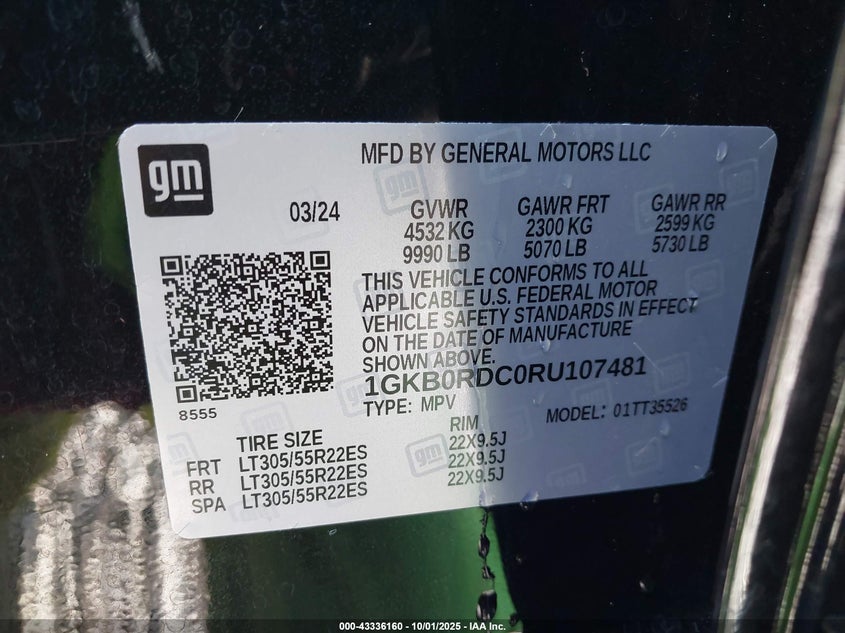 gm
MFD BY GENERAL MOTORS LLC
03/24 GVWR GAWR FRT GAWR RR
4532 KG 2300 KG 2599 KG
9990 LB 5070 LB 5730 LB
THIS VEHICLE CONFORMS TO ALL
APPLICABLE U.S. FEDERAL MOTOR
VEHICLE SAFETY STANDARDS IN EFFECT
ON THE DATE OF MANUFACTURE
SHOWN ABOVE.
1GKB0RDC0RU107481
8555
TYPE: MPV MODEL: 01TT35526
TIRE SIZE RIM
FRT LT305/55R22ES 22X9.5J
RR LT305/55R22ES 22X9.5J
SPA LT305/55R22ES 22X9.5J
gm
000-43336160 - 10/01/2025 - IAA Inc.